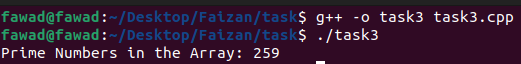 fawad@fawad:~/Desktop/Faizan/task$ g++ -o task3 task3.cpp
fawad@fawad:~/Desktop/Faizan/task$ ./task3
Prime Numbers in the Array: 259